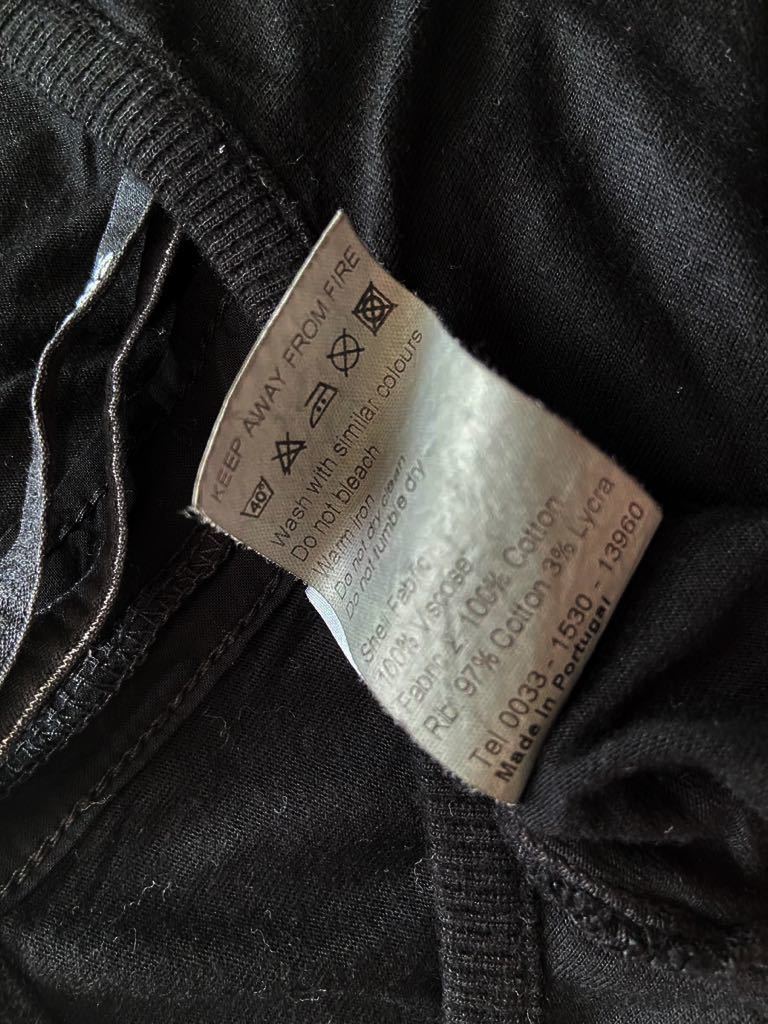 KEEP AWAY FROM FIRE
40°
Wash with similar colours
Do not bleach
Warm iron
Do not dry clean
Do not tumble dry
Shell Fabric
100% Viscose
Fabric 2 100% Cotton
Rib 97% Cotton 3% Lycra
Tel 0033 - 1530 - 13960
Made in Portugal